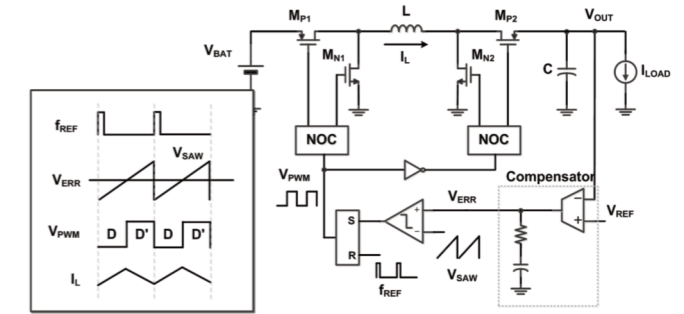 M_P1
L
M_P2
V_OUT
V_BAT
M_N1
I_L
M_N2
C
I_LOAD
NOC
NOC
f_REF
V_SAW
V_ERR
V_PWM
D D' D D'
I_L
V_PWM
V_ERR
Compensator
V_REF
S
R
f_REF
V_SAW
+
−
−
+